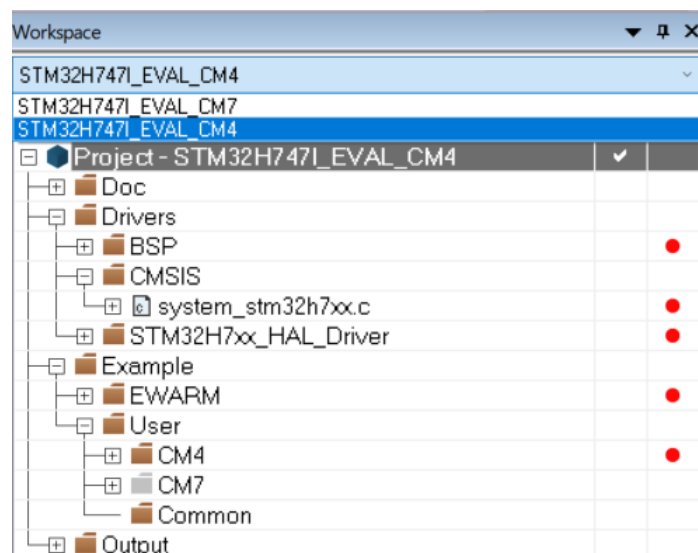 Workspace
STM32H747I_EVAL_CM4
STM32H747I_EVAL_CM7
STM32H747I_EVAL_CM4
Project - STM32H747I_EVAL_CM4
Doc
Drivers
BSP
CMSIS
system_stm32h7xx.c
STM32H7xx_HAL_Driver
Example
EWARM
User
CM4
CM7
Common
Output